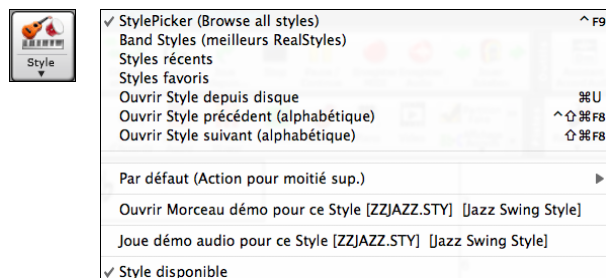 Style
✓ StylePicker (Browse all styles) ^ F9
Band Styles (meilleurs RealStyles)
Styles récents
Styles favoris
Ouvrir Style depuis disque ⌘U
Ouvrir Style précédent (alphabétique) ^⇧⌘F8
Ouvrir Style suivant (alphabétique) ⇧⌘F8
Par défaut (Action pour moitié sup.) ▶
Ouvrir Morceau démo pour ce Style [ZZJAZZ.STY] [Jazz Swing Style]
Joue démo audio pour ce Style [ZZJAZZ.STY] [Jazz Swing Style]
✓ Style disponible